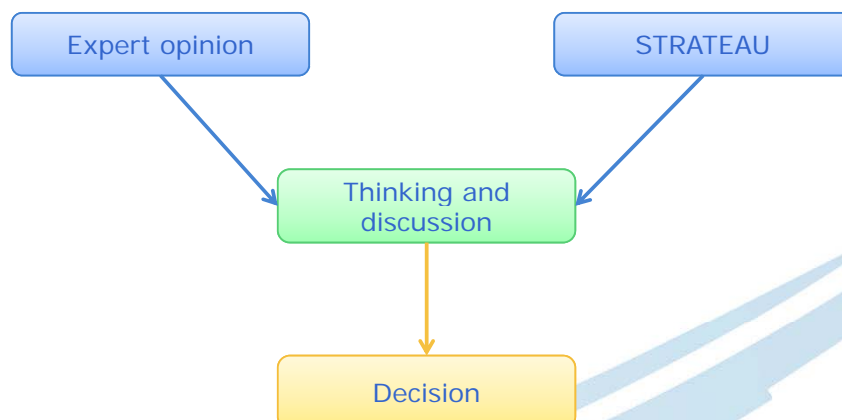 Expert opinion
STRATEAU
Thinking and
discussion
Decision